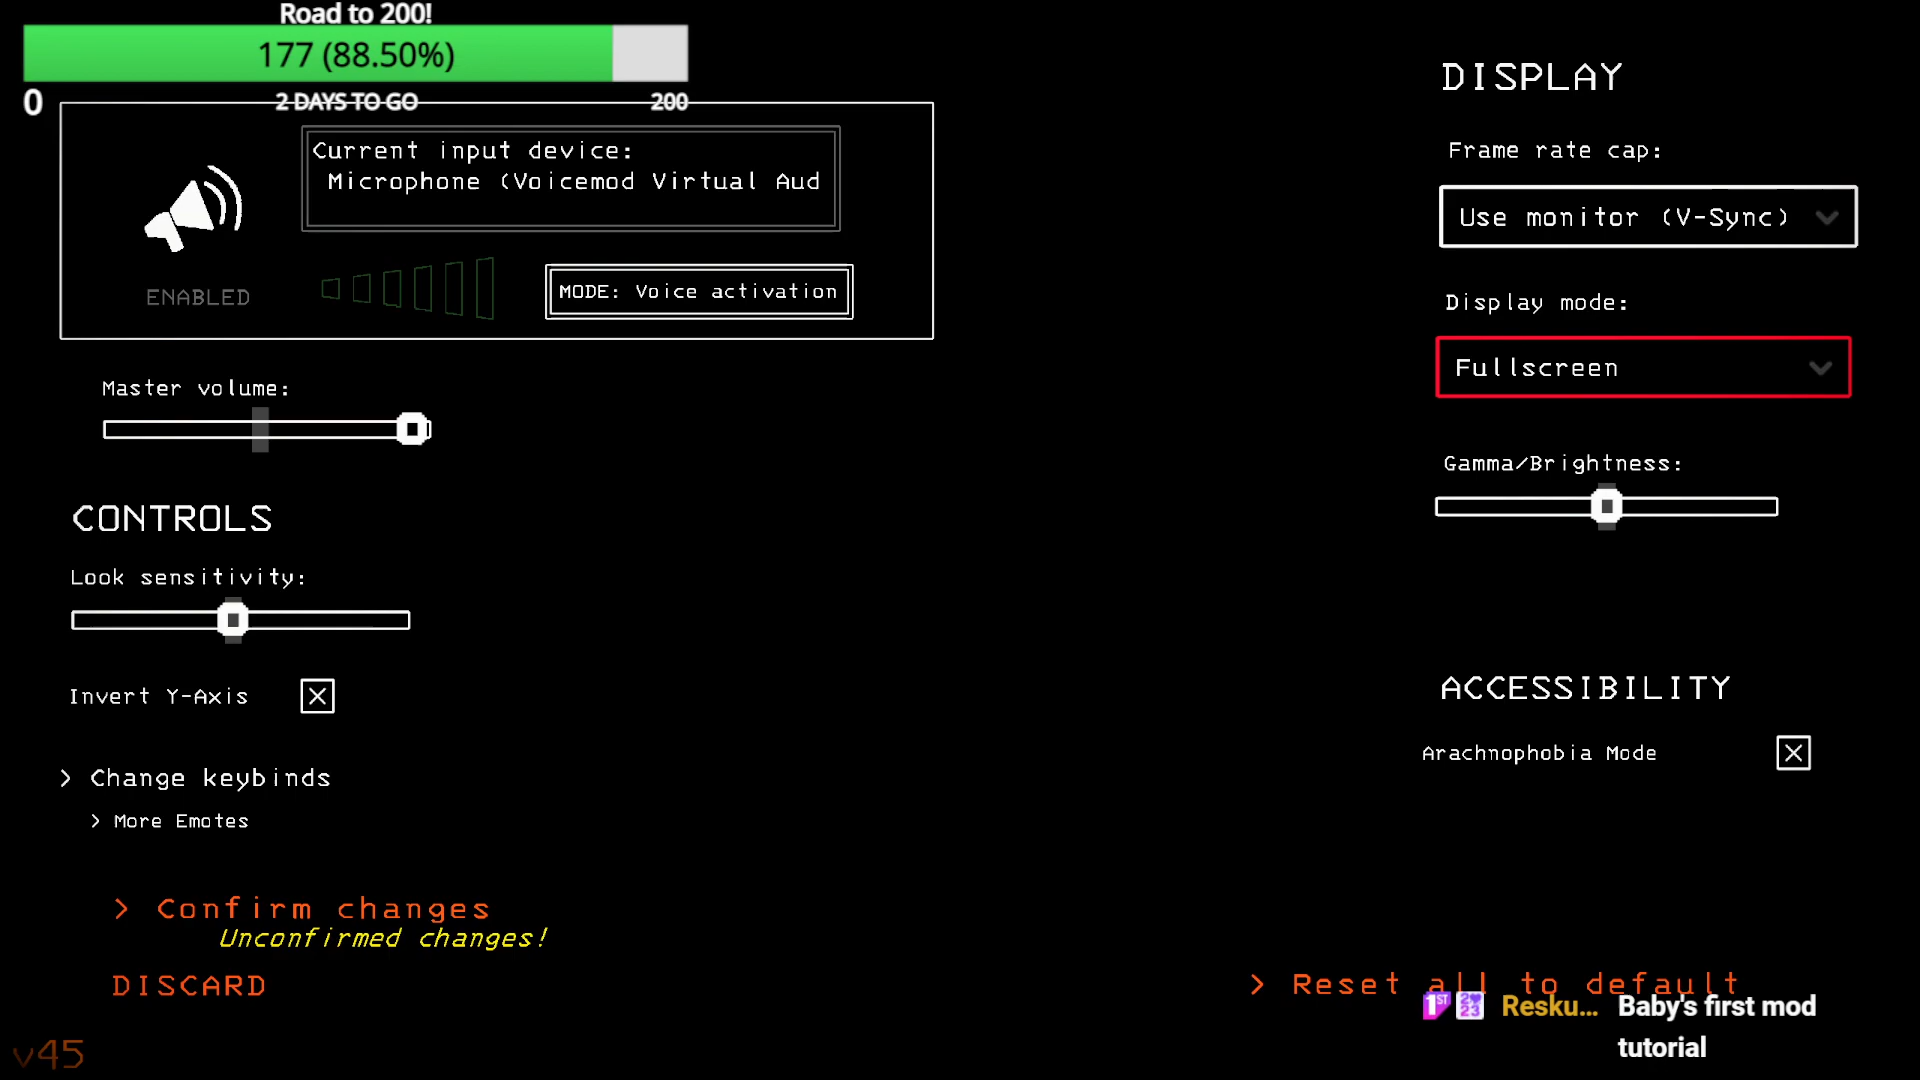 Road to 200!
177 (88.50%)
0
2 DAYS TO GO
200
Current input device:
Microphone (Voicemod Virtual Aud
ENABLED
MODE: Voice activation
Master volume:
CONTROLS
Look sensitivity:
Invert Y-Axis
> Change keybinds
> More Emotes
> Confirm changes
Unconfirmed changes!
DISCARD
v45
DISPLAY
Frame rate cap:
Use monitor (V-Sync)
Display mode:
Fullscreen
Gamma/Brightness:
ACCESSIBILITY
Arachnophobia Mode
> Reset all to default
1ST 2023 Resku... Baby's first mod
tutorial